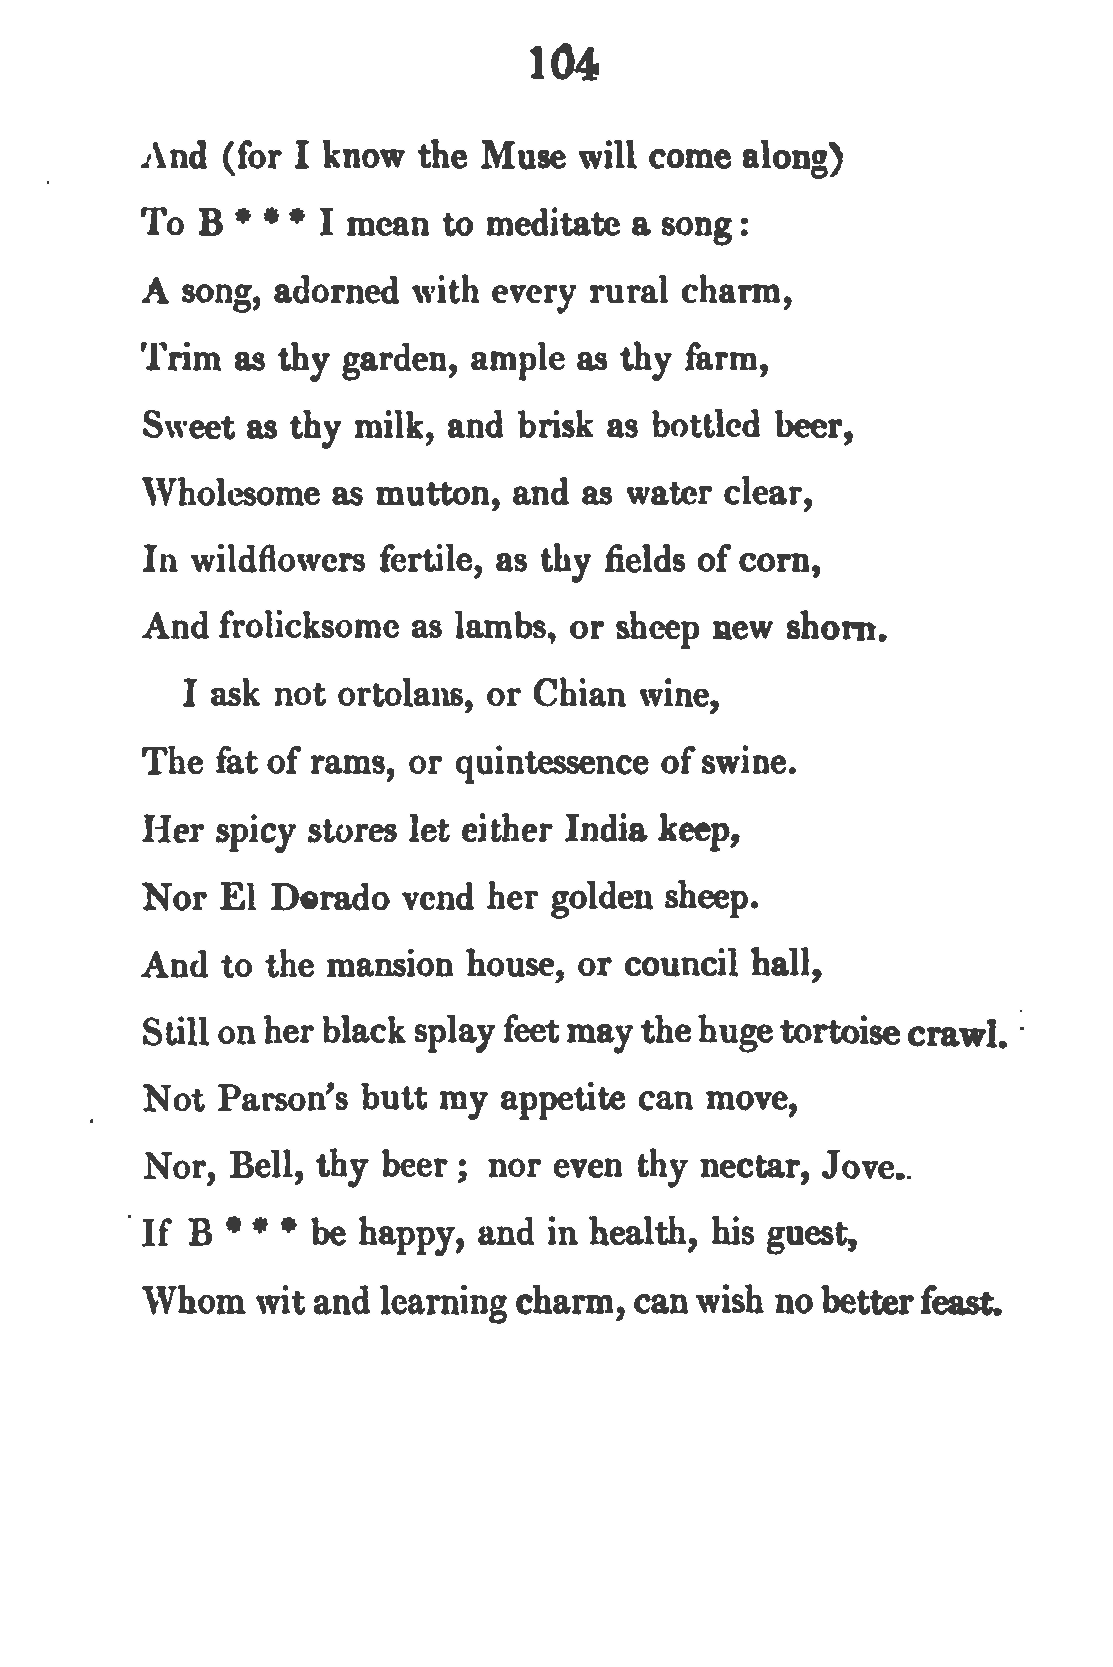 104
And (for I know the Muse will come along)
To B * * * I mean to meditate a song:
A song, adorned with every rural charm,
Trim as thy garden, ample as thy farm,
Sweet as thy milk, and brisk as bottled beer,
Wholesome as mutton, and as water clear,
In wildflowers fertile, as thy fields of corn,
And frolicksome as lambs, or sheep new shorn.
I ask not ortolans, or Chian wine,
The fat of rams, or quintessence of swine.
Her spicy stores let either India keep,
Nor El Dorado vend her golden sheep.
And to the mansion house, or council hall,
Still on her black splay feet may the huge tortoise crawl.
Not Parson's butt my appetite can move,
Nor, Bell, thy beer; nor even thy nectar, Jove.
If B * * * be happy, and in health, his guest,
Whom wit and learning charm, can wish no better feast.